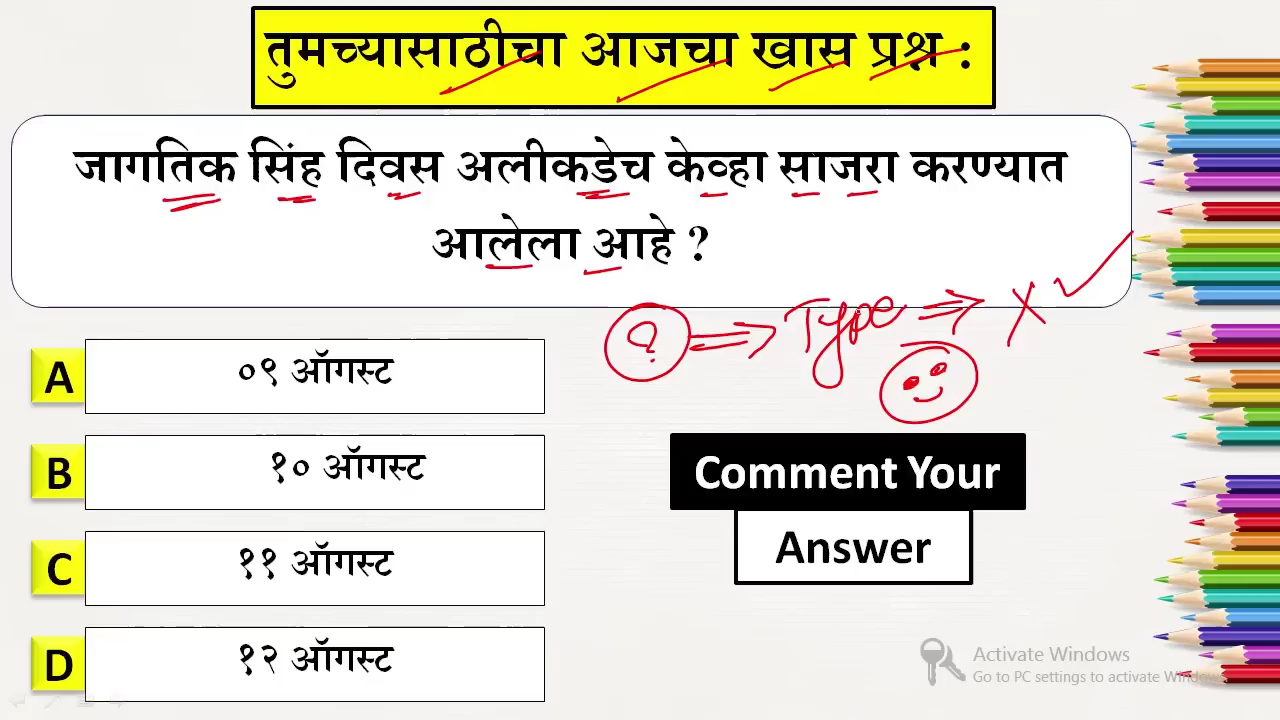 तुमच्यासाठीचा आजचा खास प्रश्न :
जागतिक सिंह दिवस अलीकडेच केव्हा साजरा करण्यात
आलेला आहे ?
? ⇒ Type ⇒ X ✓
A ०९ ऑगस्ट
B १० ऑगस्ट
C ११ ऑगस्ट
D १२ ऑगस्ट
Comment Your
Answer
Activate Windows
Go to PC settings to activate Windows